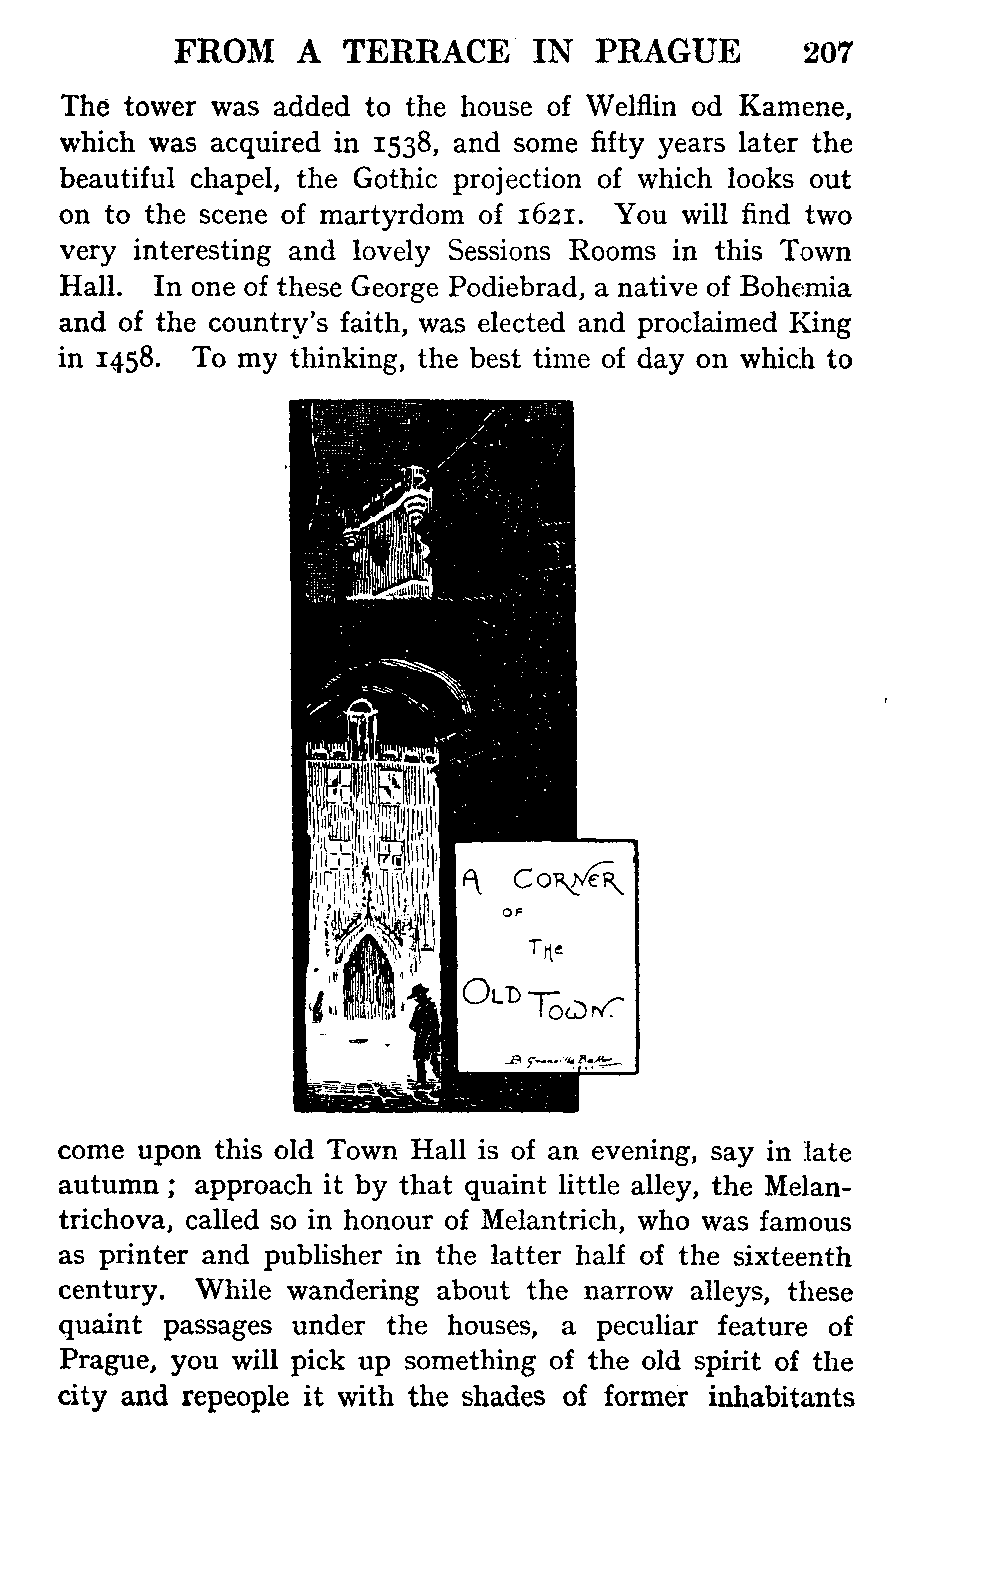 FROM A TERRACE IN PRAGUE 207
The tower was added to the house of Welflin od Kamene,
which was acquired in 1538, and some fifty years later the
beautiful chapel, the Gothic projection of which looks out
on to the scene of martyrdom of 1621. You will find two
very interesting and lovely Sessions Rooms in this Town
Hall. In one of these George Podiebrad, a native of Bohemia
and of the country's faith, was elected and proclaimed King
in 1458. To my thinking, the best time of day on which to
A CORNER
OF
THE
OLD TOWN.
B Granville Baker
come upon this old Town Hall is of an evening, say in late
autumn ; approach it by that quaint little alley, the Melan-
trichova, called so in honour of Melantrich, who was famous
as printer and publisher in the latter half of the sixteenth
century. While wandering about the narrow alleys, these
quaint passages under the houses, a peculiar feature of
Prague, you will pick up something of the old spirit of the
city and repeople it with the shades of former inhabitants